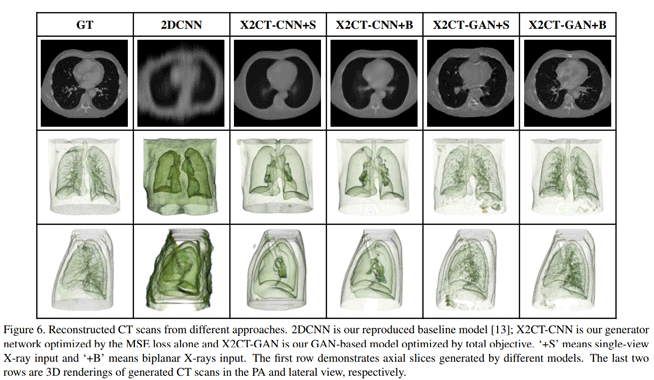 GT 2DCNN X2CT-CNN+S X2CT-CNN+B X2CT-GAN+S X2CT-GAN+B
Figure 6. Reconstructed CT scans from different approaches. 2DCNN is our reproduced baseline model [13]; X2CT-CNN is our generator
network optimized by the MSE loss alone and X2CT-GAN is our GAN-based model optimized by total objective. '+S' means single-view
X-ray input and '+B' means biplanar X-rays input. The first row demonstrates axial slices generated by different models. The last two
rows are 3D renderings of generated CT scans in the PA and lateral view, respectively.